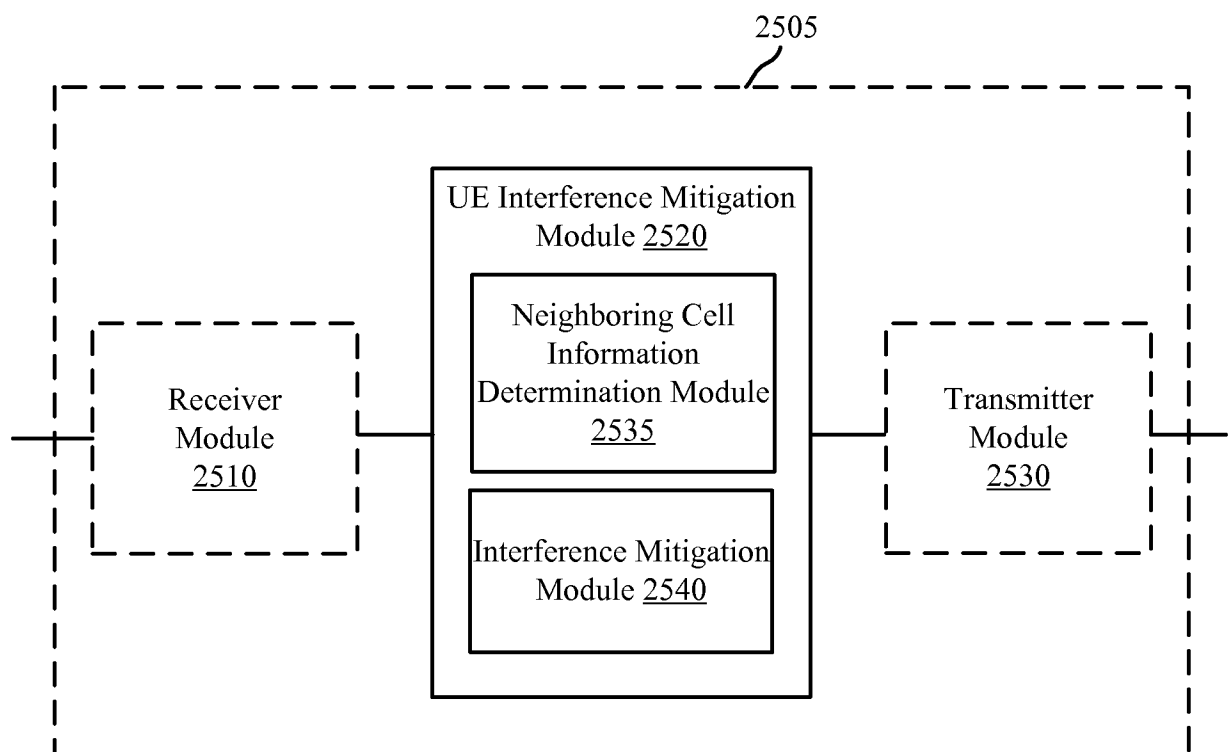 2505
UE Interference Mitigation
Module 2520
Neighboring Cell
Information
Determination Module
2535
Receiver
Module
2510
Transmitter
Module
2530
Interference Mitigation
Module 2540